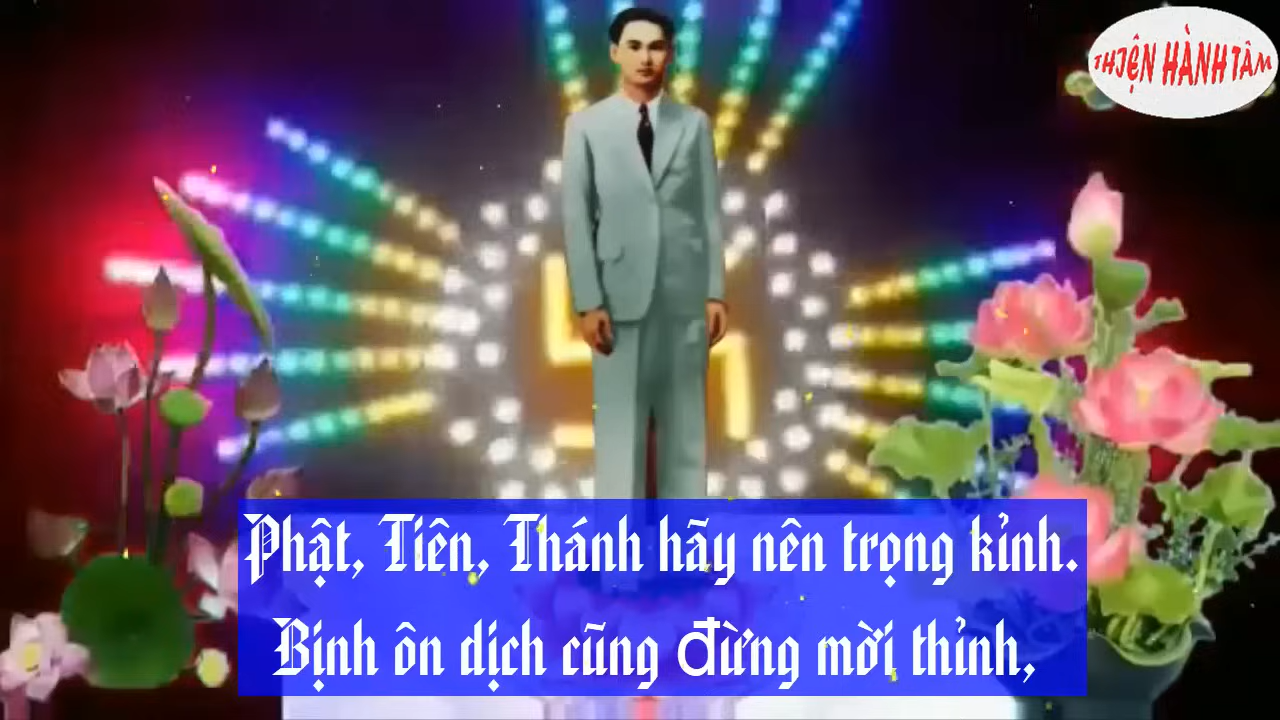 THIỆN HÀNH TÂM
Phật, Tiên, Thánh hãy nên trọng kỉnh.
Bịnh ôn dịch cũng đừng mời thỉnh,